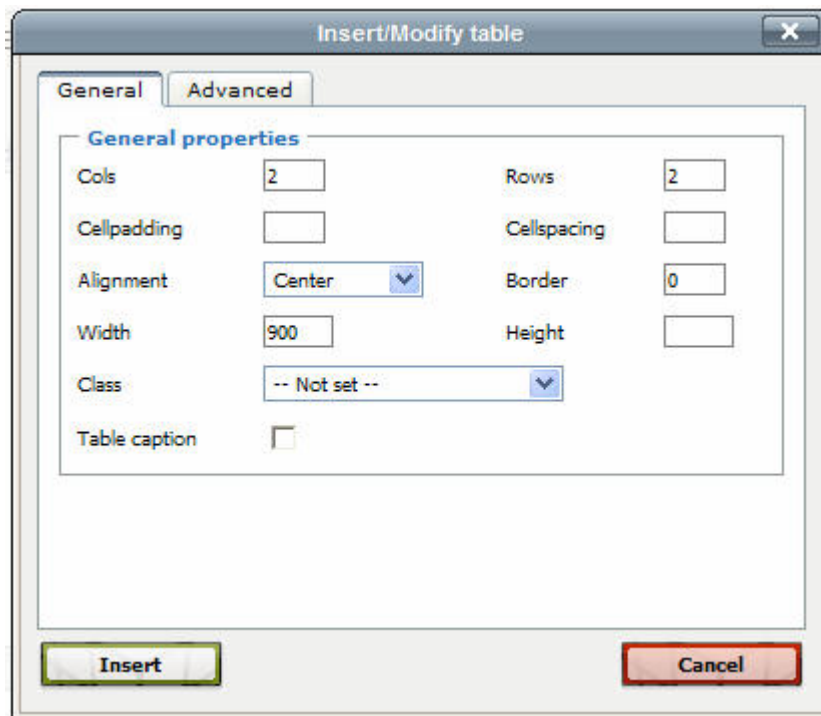 Insert/Modify table
General Advanced
General properties
Cols 2 Rows 2
Cellpadding Cellspacing
Alignment Center Border 0
Width 900 Height
Class -- Not set --
Table caption
Insert Cancel